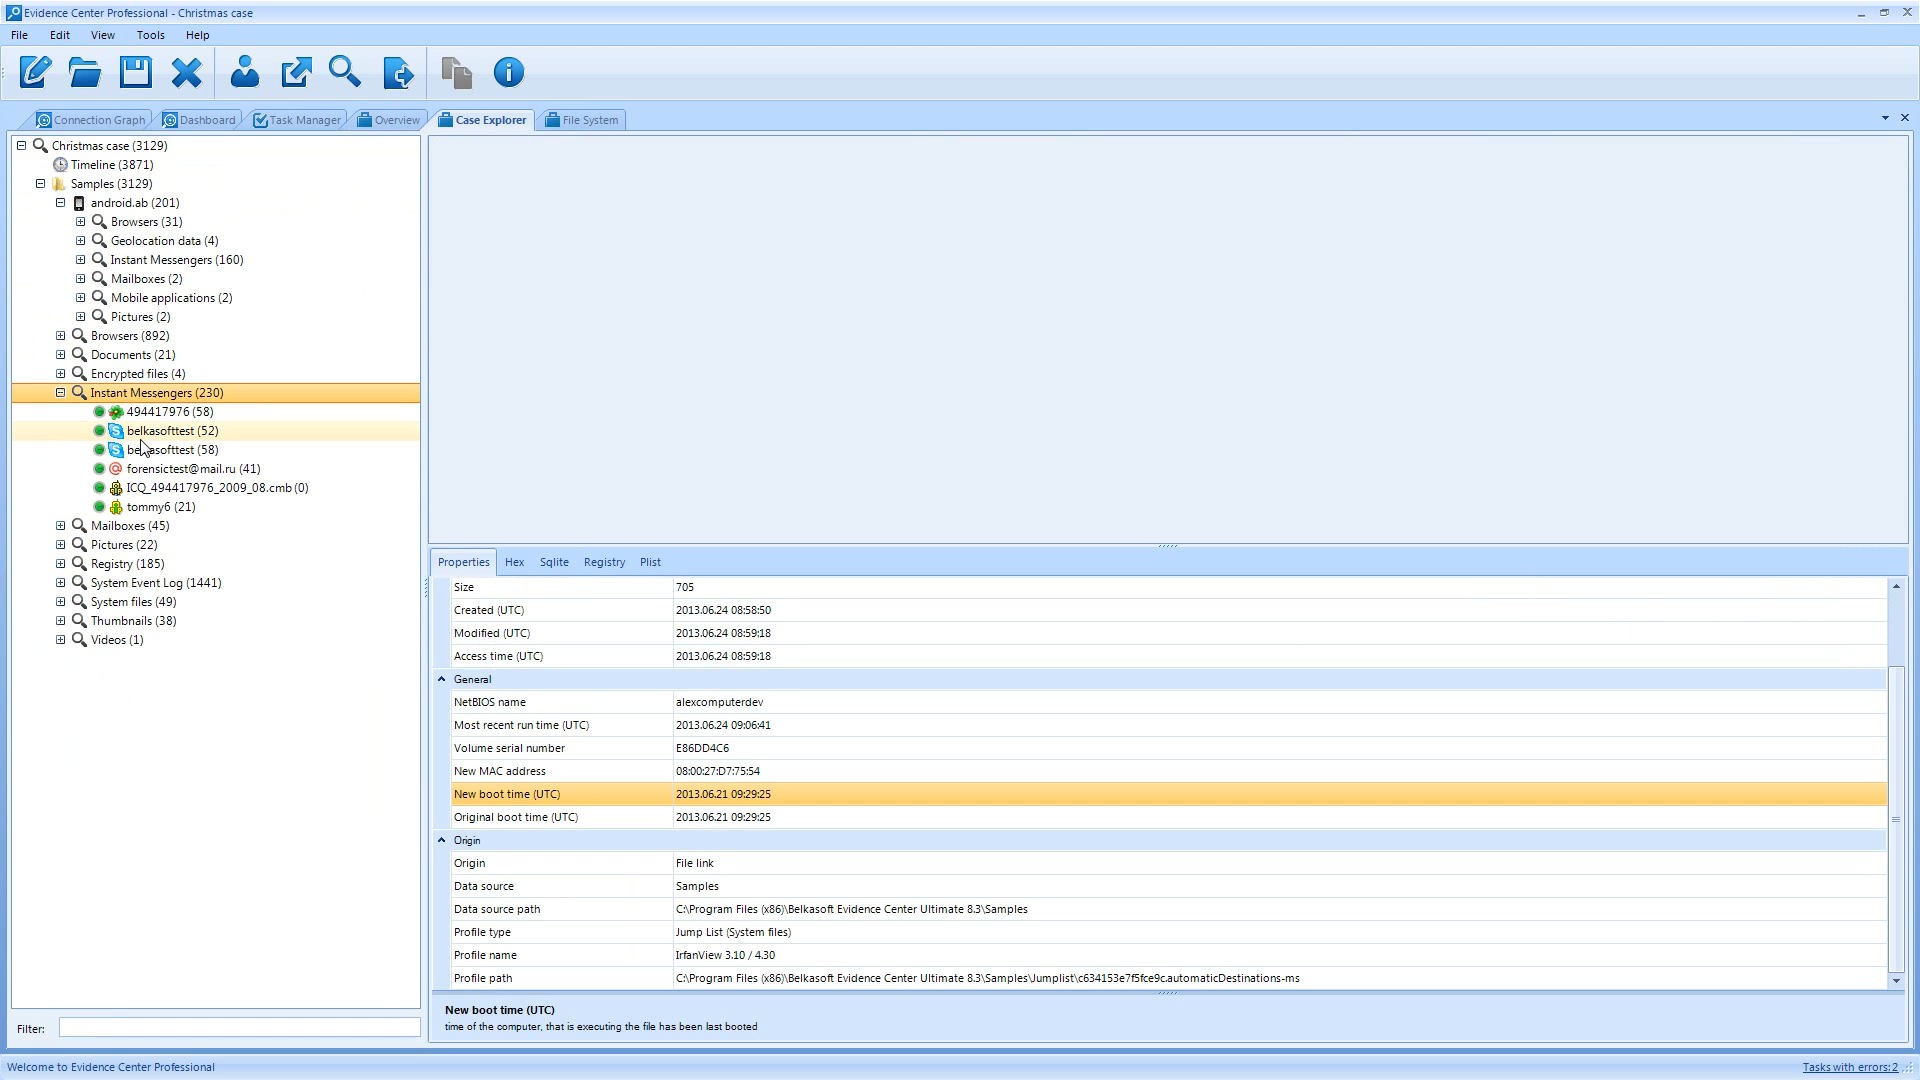 Evidence Center Professional - Christmas case
File Edit View Tools Help
Connection Graph Dashboard Task Manager Overview Case Explorer File System
Christmas case (3129)
Timeline (3871)
Samples (3129)
android.ab (201)
Browsers (31)
Geolocation data (4)
Instant Messengers (160)
Mailboxes (2)
Mobile applications (2)
Pictures (2)
Browsers (892)
Documents (21)
Encrypted files (4)
Instant Messengers (230)
494417976 (58)
belkasofttest (52)
belkasofttest (58)
forensictest@mail.ru (41)
ICQ_494417976_2009_08.cmb (0)
tommy6 (21)
Mailboxes (45)
Pictures (22)
Registry (185)
System Event Log (1441)
System files (49)
Thumbnails (38)
Videos (1)
Filter:
Properties Hex Sqlite Registry Plist
Size 705
Created (UTC) 2013.06.24 08:58:50
Modified (UTC) 2013.06.24 08:59:18
Access time (UTC) 2013.06.24 08:59:18
General
NetBIOS name alexcomputerdev
Most recent run time (UTC) 2013.06.24 09:06:41
Volume serial number E86DD4C6
New MAC address 08:00:27:D7:75:54
New boot time (UTC) 2013.06.21 09:29:25
Original boot time (UTC) 2013.06.21 09:29:25
Origin
Origin File link
Data source Samples
Data source path C:\Program Files (x86)\Belkasoft Evidence Center Ultimate 8.3\Samples
Profile type Jump List (System files)
Profile name IrfanView 3.10 / 4.30
Profile path C:\Program Files (x86)\Belkasoft Evidence Center Ultimate 8.3\Samples\Jumplist\c634153e7f5fce9c.automaticDestinations-ms
New boot time (UTC)
time of the computer, that is executing the file has been last booted
Welcome to Evidence Center Professional
Tasks with errors: 2